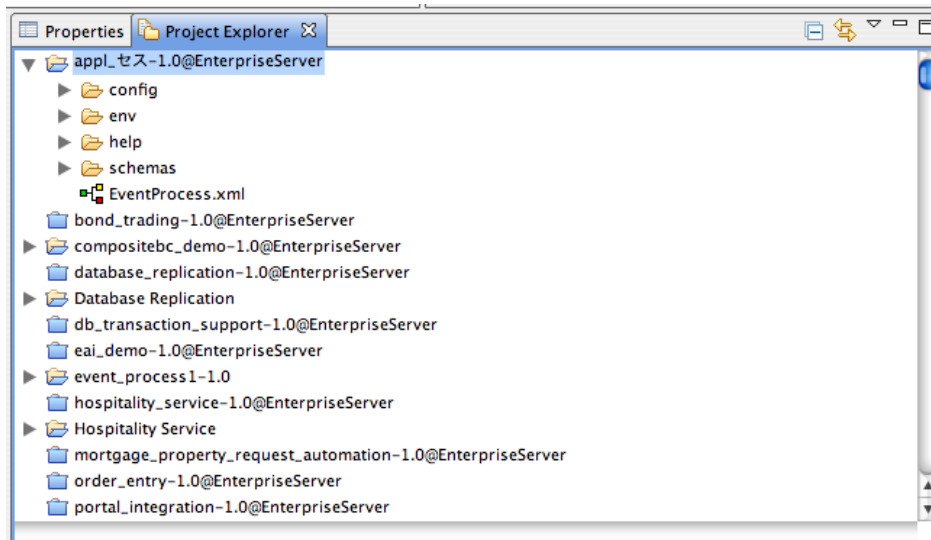 Properties Project Explorer
appl_セス-1.0@EnterpriseServer
config
env
help
schemas
EventProcess.xml
bond_trading-1.0@EnterpriseServer
compositebc_demo-1.0@EnterpriseServer
database_replication-1.0@EnterpriseServer
Database Replication
db_transaction_support-1.0@EnterpriseServer
eai_demo-1.0@EnterpriseServer
event_process1-1.0
hospitality_service-1.0@EnterpriseServer
Hospitality Service
mortgage_property_request_automation-1.0@EnterpriseServer
order_entry-1.0@EnterpriseServer
portal_integration-1.0@EnterpriseServer